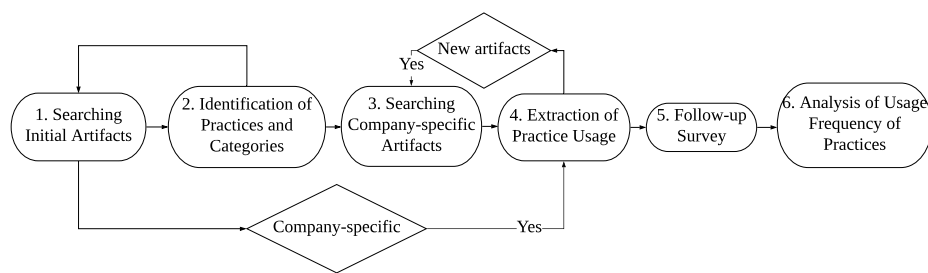 New artifacts
Yes
1. Searching
Initial Artifacts
2. Identification of
Practices and
Categories
3. Searching
Company-specific
Artifacts
4. Extraction of
Practice Usage
5. Follow-up
Survey
6. Analysis of Usage
Frequency of
Practices
Company-specific
Yes